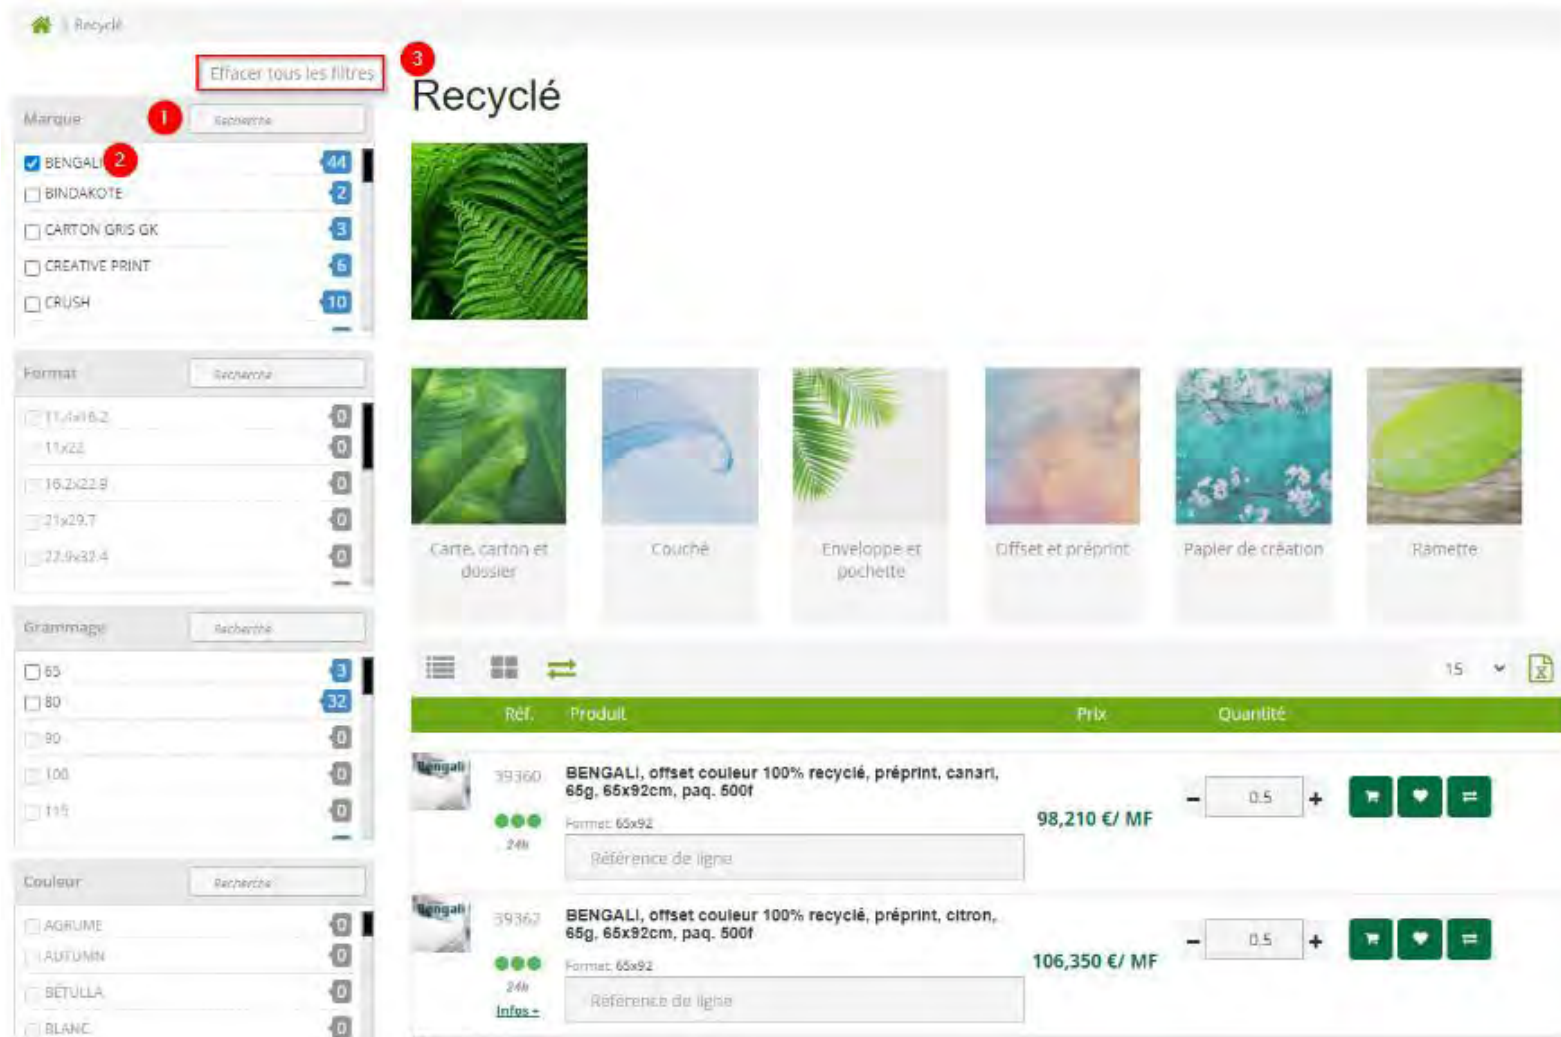 Recyclé
Effacer tous les filtres
3
Recyclé
Marque
1
Recherche
BENGALI
2
44
BINDAKOTE
2
CARTON GRIS GK
3
CREATIVE PRINT
6
CRUSH
10
Format
Recherche
11.4x16.2
0
11x22
0
16.2x22.9
0
21x29.7
0
22.9x32.4
0
Carte, carton et
dossier
Couché
Enveloppe et
pochette
Offset et préprint
Papier de création
Ramette
Grammage
Recherche
65
3
80
32
90
0
100
0
115
0
15
Réf.
Produit
Prix
Quantité
Bengali
39360
BENGALI, offset couleur 100% recyclé, préprint, canari,
65g, 65x92cm, paq. 500f
Format: 65x92
24h
Référence de ligne
98,210 €/ MF
0.5
Couleur
Recherche
AGRUME
0
AUTUMN
0
BETULLA
0
BLANC
0
Bengali
39362
BENGALI, offset couleur 100% recyclé, préprint, citron,
65g, 65x92cm, paq. 500f
Format: 65x92
24h
Infos +
Référence de ligne
106,350 €/ MF
0.5